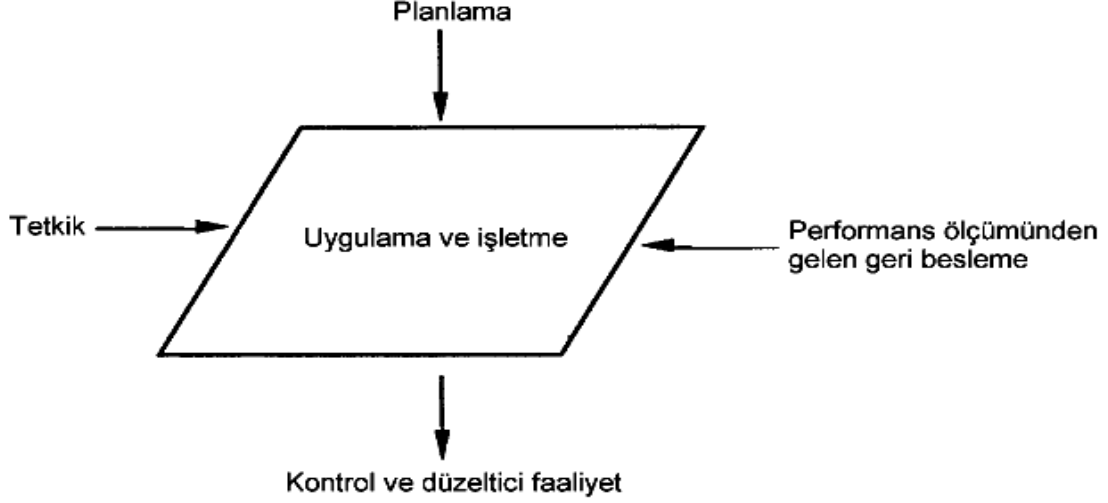 Planlama
Tetkik
Uygulama ve işletme
Performans ölçümünden
gelen geri besleme
Kontrol ve düzeltici faaliyet